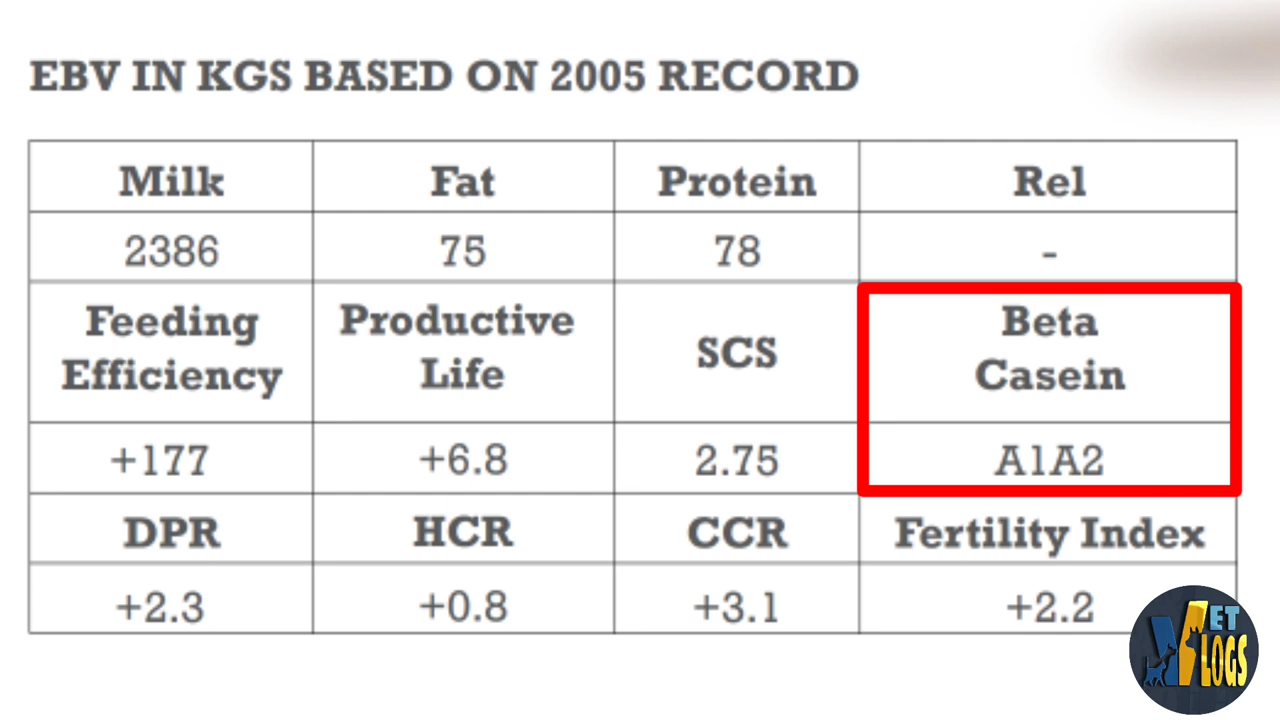 EBV IN KGS BASED ON 2005 RECORD
Milk Fat Protein Rel
2386 75 78 -
Feeding Efficiency Productive Life SCS Beta Casein
+177 +6.8 2.75 A1A2
DPR HCR CCR Fertility Index
+2.3 +0.8 +3.1 +2.2
VET
VLOGS